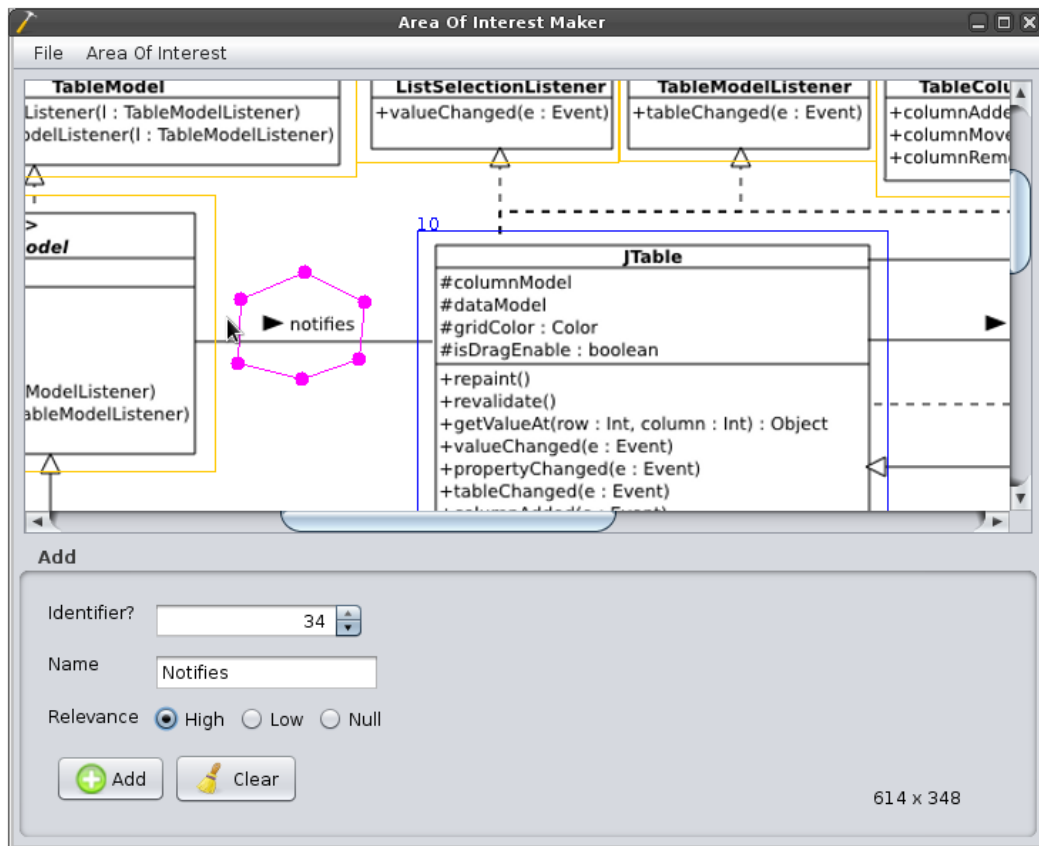 Area Of Interest Maker
File Area Of Interest
TableModel
Listener(l : TableModelListener)
odelListener(l : TableModelListener)
ListSelectionListener
+valueChanged(e : Event)
TableModelListener
+tableChanged(e : Event)
TableColu
+columnAdde
+columnMove
+columnRem
>
odel
ModelListener)
ableModelListener)
notifies
10
JTable
#columnModel
#dataModel
#gridColor : Color
#isDragEnable : boolean
+repaint()
+revalidate()
+getValueAt(row : Int, column : Int) : Object
+valueChanged(e : Event)
+propertyChanged(e : Event)
+tableChanged(e : Event)
+columnAdded(e : Event)
Add
Identifier? 34
Name Notifies
Relevance High Low Null
Add Clear
614 x 348